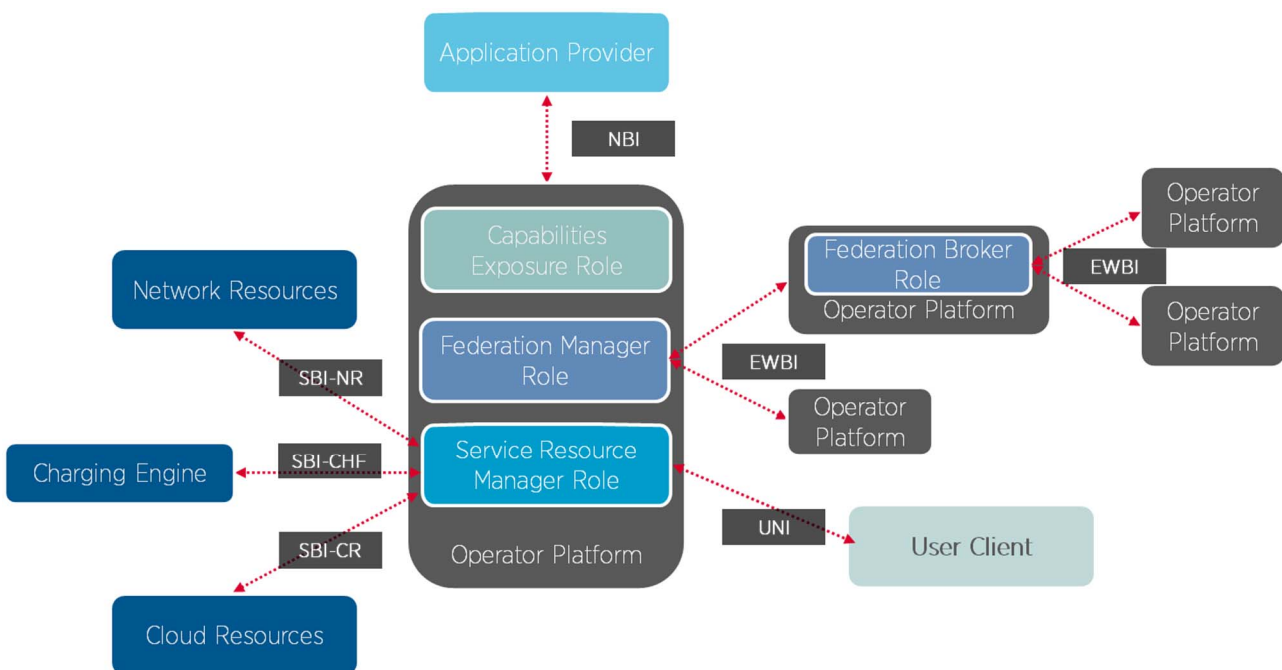 Application Provider
NBI
Capabilities
Exposure Role
Network Resources
Federation Manager
Role
SBI-NR
Service Resource
Manager Role
Charging Engine
SBI-CHF
SBI-CR
Operator Platform
Cloud Resources
Federation Broker
Role
Operator Platform
EWBI
Operator
Platform
Operator
Platform
EWBI
Operator
Platform
UNI
User Client